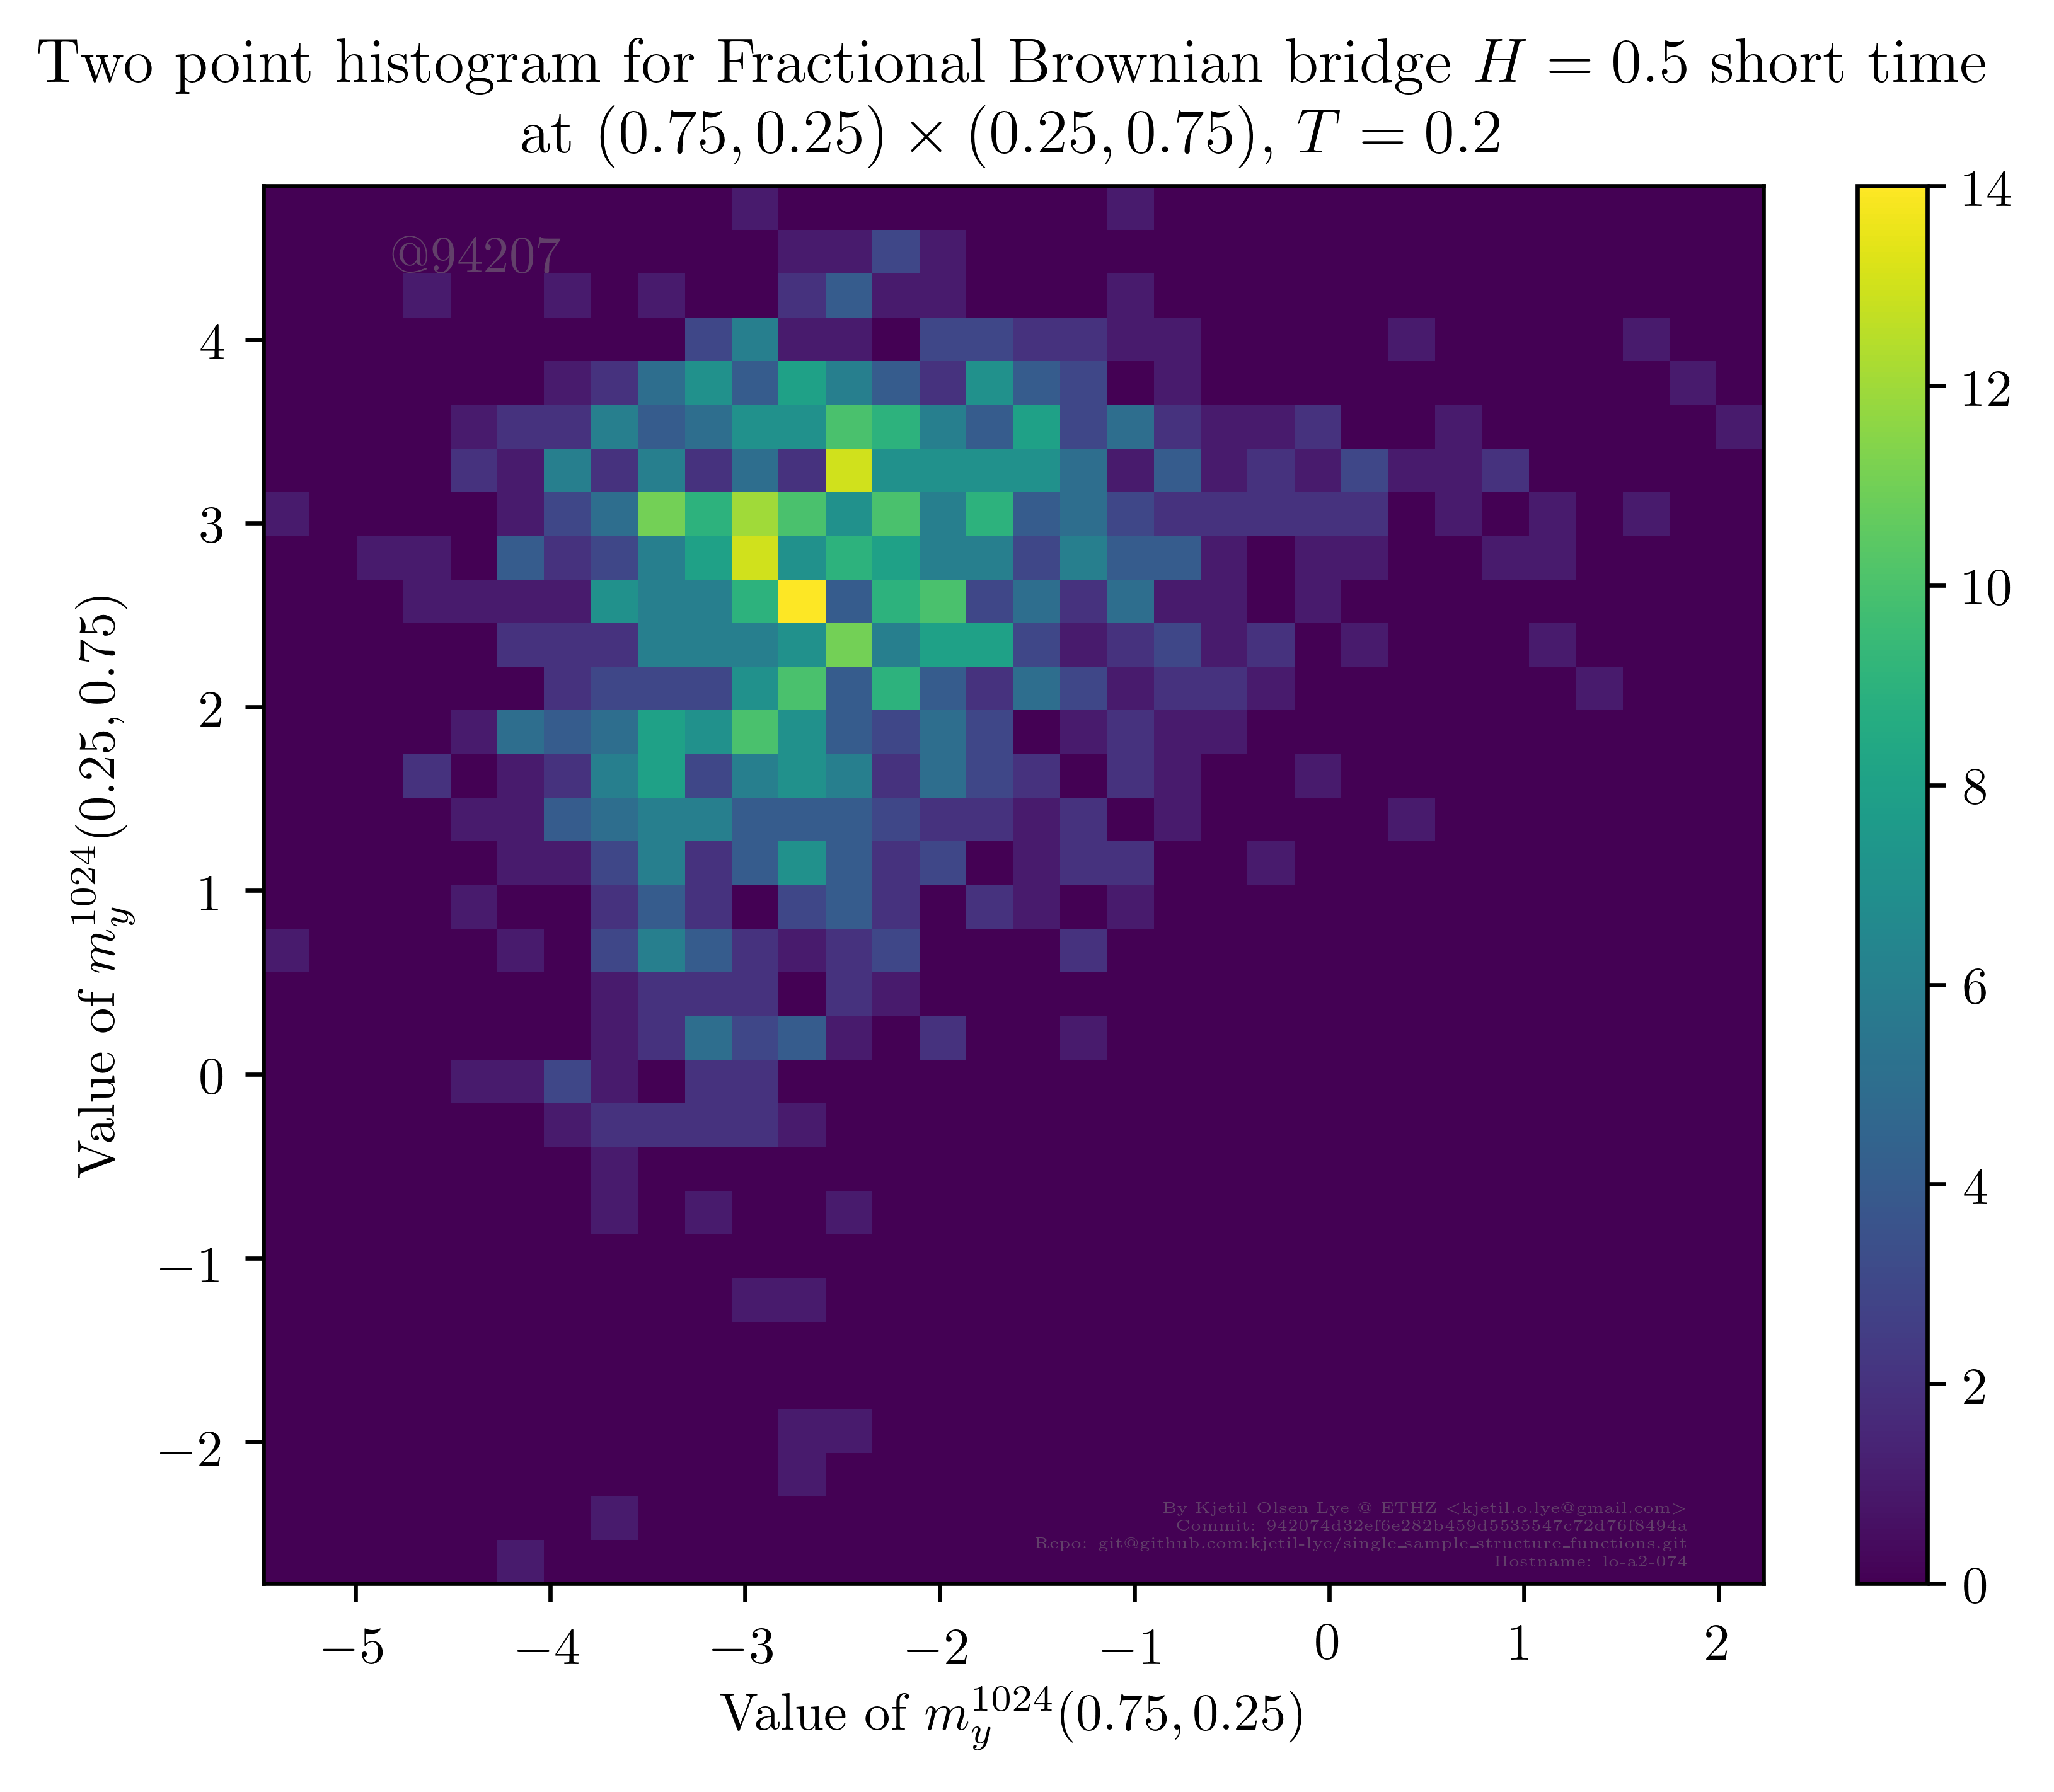 Two point histogram for Fractional Brownian bridge H = 0.5 short time
at (0.75, 0.25) × (0.25, 0.75), T = 0.2
@94207
14
12
10
8
6
4
2
0
4
3
2
1
0
−1
−2
Value of m_y^1024(0.25, 0.75)
By Kjetil Olsen Lye @ ETHZ <kjetil.o.lye@gmail.com>
Commit: 942074d32ef6e282b459d5535547c72d76f8494a
Repo: git@github.com:kjetil-lye/single_sample_structure_functions.git
Hostname: lo-a2-074
−5 −4 −3 −2 −1 0 1 2
Value of m_y^1024(0.75, 0.25)